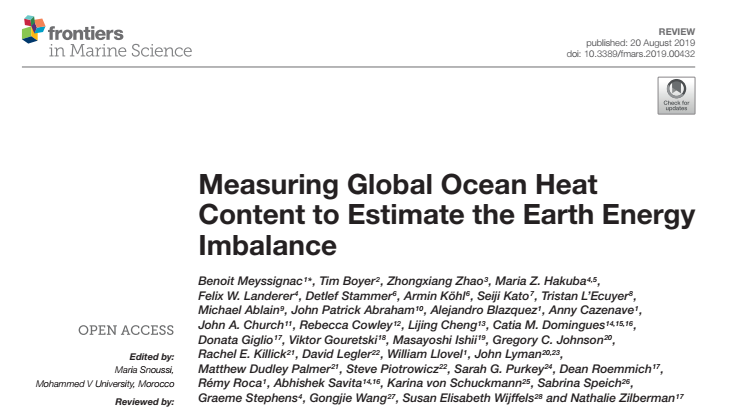 frontiers
in Marine Science
REVIEW
published: 20 August 2019
doi: 10.3389/fmars.2019.00432
Check for
updates
Measuring Global Ocean Heat
Content to Estimate the Earth Energy
Imbalance
Benoit Meyssignac¹*, Tim Boyer², Zhongxiang Zhao³, Maria Z. Hakuba⁴,⁵,
Felix W. Landerer⁴, Detlef Stammer⁶, Armin Köhl⁶, Seiji Kato⁷, Tristan L'Ecuyer⁸,
Michael Ablain⁹, John Patrick Abraham¹⁰, Alejandro Blazquez¹, Anny Cazenave¹,
John A. Church¹¹, Rebecca Cowley¹², Lijing Cheng¹³, Catia M. Domingues¹⁴,¹⁵,¹⁶,
Donata Giglio¹⁷, Viktor Gouretski¹⁸, Masayoshi Ishii¹⁹, Gregory C. Johnson²⁰,
Rachel E. Killick²¹, David Legler²², William Llovel¹, John Lyman²⁰,²³,
Matthew Dudley Palmer²¹, Steve Piotrowicz²², Sarah G. Purkey²⁴, Dean Roemmich¹⁷,
Rémy Roca¹, Abhishek Savita¹⁴,¹⁶, Karina von Schuckmann²⁵, Sabrina Speich²⁶,
Graeme Stephens⁴, Gongjie Wang²⁷, Susan Elisabeth Wijffels²⁸ and Nathalie Zilberman¹⁷
OPEN ACCESS
Edited by:
Maria Snoussi,
Mohammed V University, Morocco
Reviewed by: